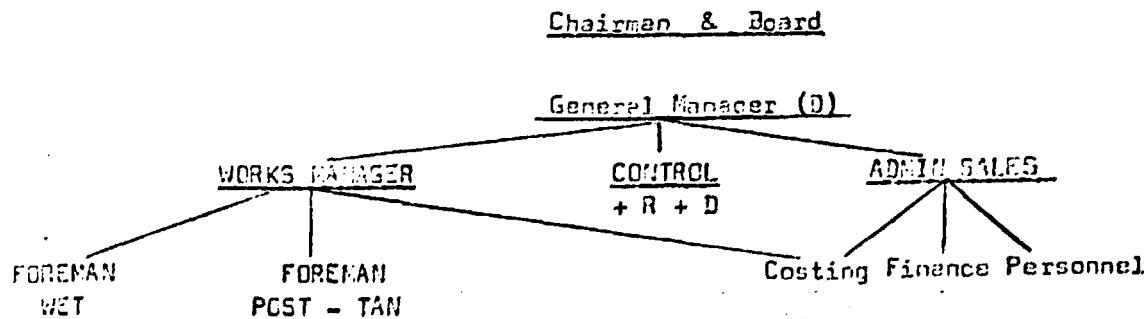 Chairman & Board
General Manager (D)
WORKS MANAGER CONTROL ADMIN SALES
+ R + D
FOREMAN FOREMAN Costing Finance Personnel
WET POST - TAN